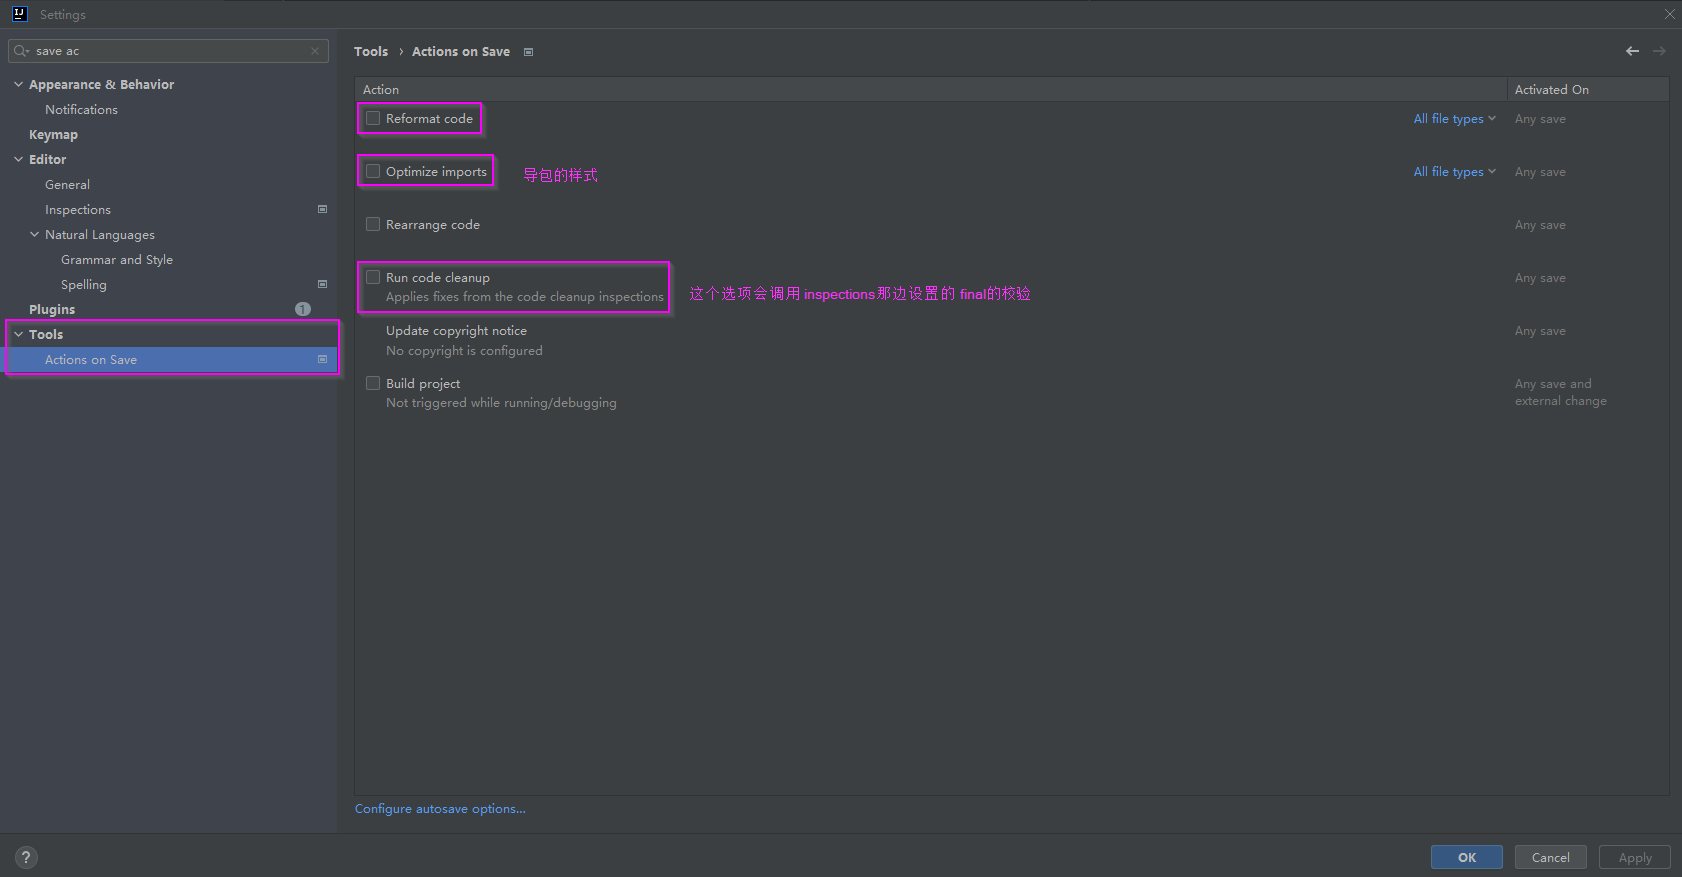 Settings
save ac
Appearance & Behavior
Notifications
Keymap
Editor
General
Inspections
Natural Languages
Grammar and Style
Spelling
Plugins 1
Tools
Actions on Save
Tools › Actions on Save
Action Activated On
Reformat code All file types Any save
Optimize imports 导包的样式 All file types Any save
Rearrange code Any save
Run code cleanup Any save
Applies fixes from the code cleanup inspections 这个选项会调用 inspections那边设置的 final的校验
Update copyright notice Any save
No copyright is configured
Build project Any save and
Not triggered while running/debugging external change
Configure autosave options...
? OK Cancel Apply